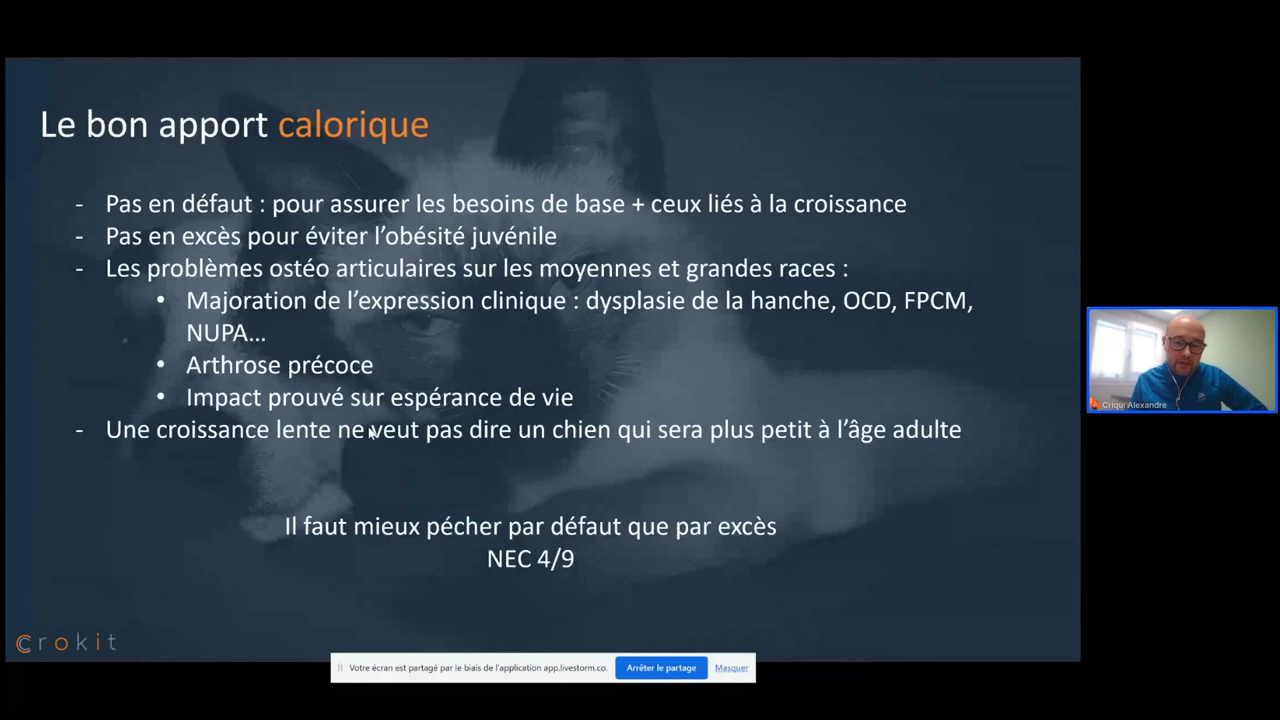 Le bon apport calorique
- Pas en défaut : pour assurer les besoins de base + ceux liés à la croissance
- Pas en excès pour éviter l’obésité juvénile
- Les problèmes ostéo articulaires sur les moyennes et grandes races :
• Majoration de l’expression clinique : dysplasie de la hanche, OCD, FPCM,
NUPA…
• Arthrose précoce
• Impact prouvé sur espérance de vie
- Une croissance lente ne veut pas dire un chien qui sera plus petit à l’âge adulte
Criqui Alexandre
Il faut mieux pécher par défaut que par excès
NEC 4/9
crokit
Votre écran est partagé par le biais de l'application app.livestorm.co. Arrêter le partage Masquer